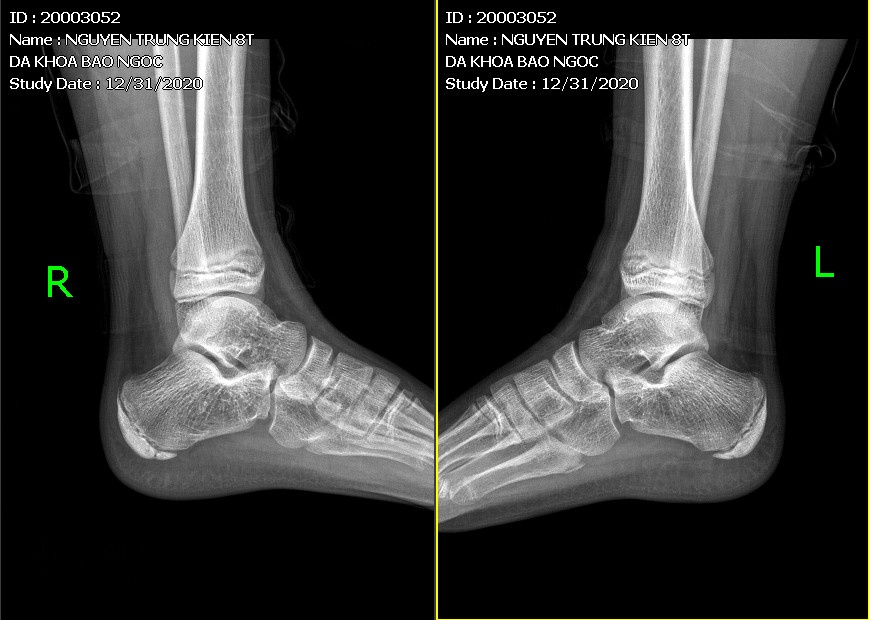 ID : 20003052
Name : NGUYEN TRUNG KIEN 8T
DA KHOA BAO NGOC
Study Date : 12/31/2020
R
ID : 20003052
Name : NGUYEN TRUNG KIEN 8T
DA KHOA BAO NGOC
Study Date : 12/31/2020
L